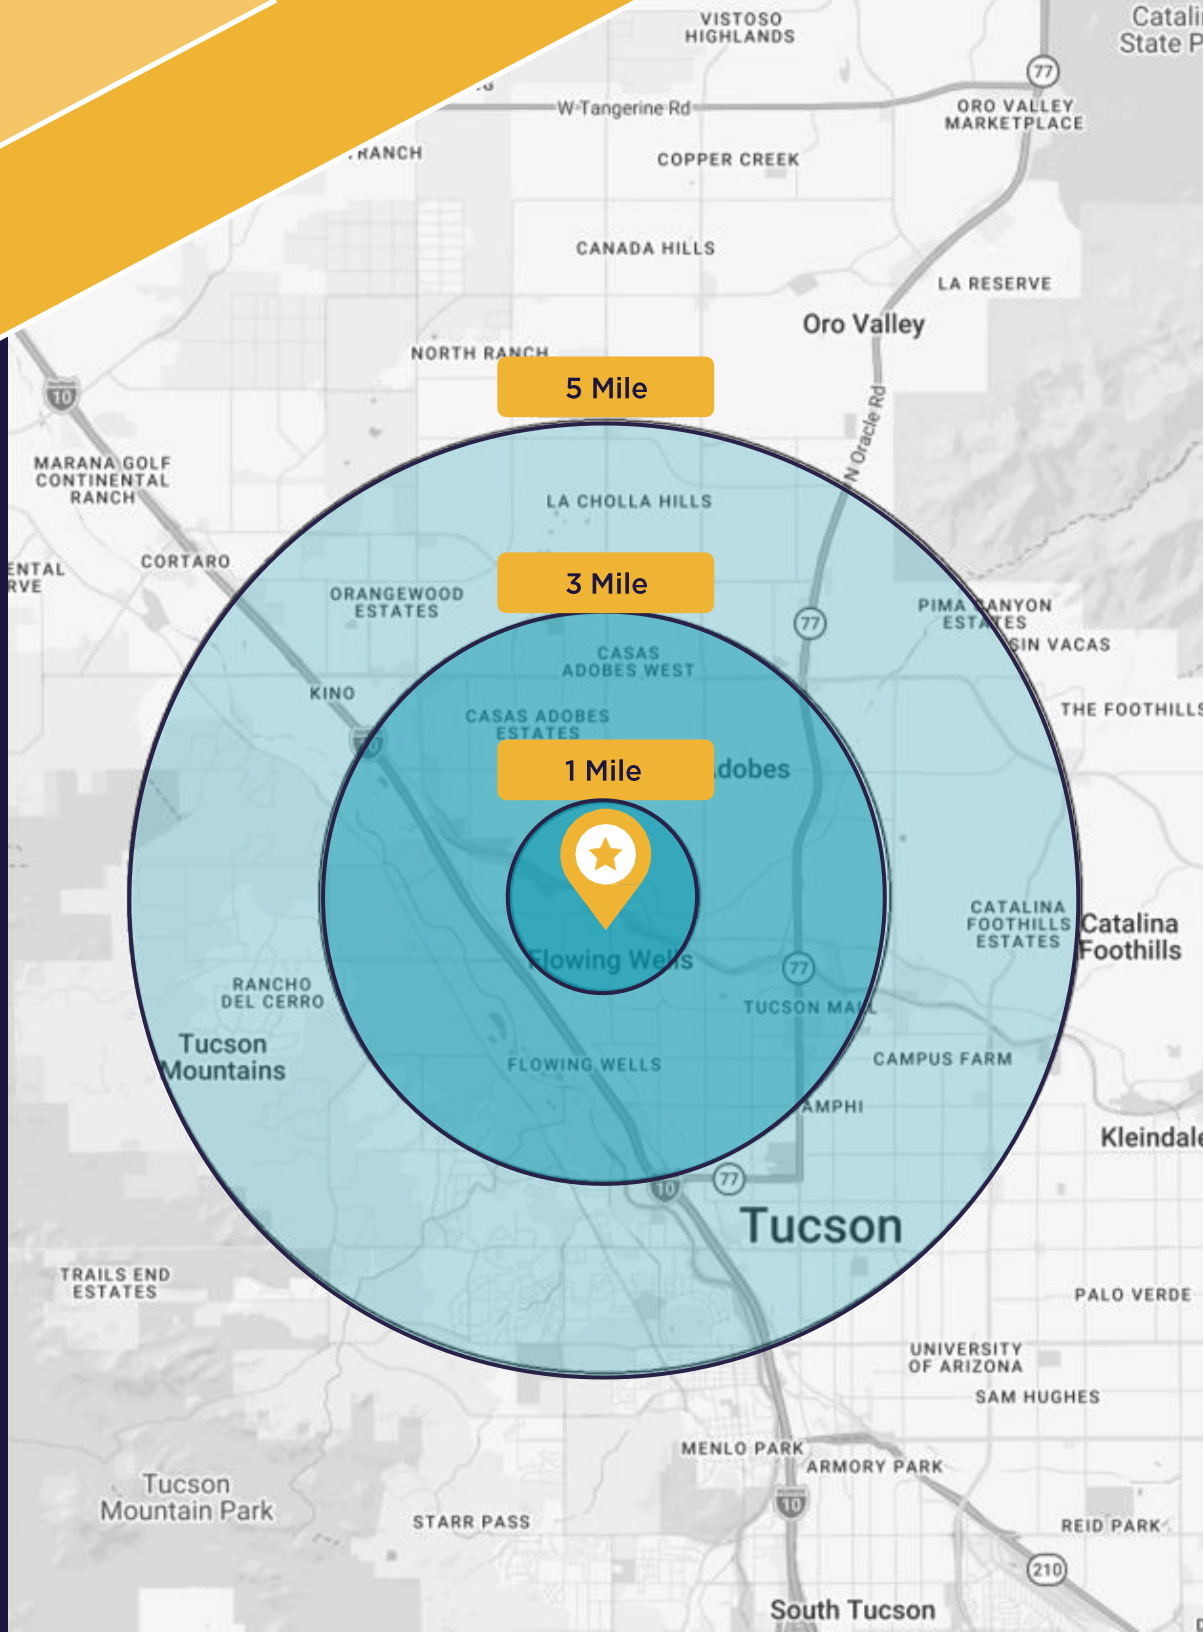 VISTOSO
HIGHLANDS
Catali
State P
77
W Tangerine Rd
ORO VALLEY
MARKETPLACE
RANCH
COPPER CREEK
CANADA HILLS
LA RESERVE
Oro Valley
NORTH RANCH
5 Mile
10
N Oracle Rd
MARANA GOLF
CONTINENTAL
RANCH
LA CHOLLA HILLS
CORTARO
ENTAL
RVE
3 Mile
ORANGEWOOD
ESTATES
PIMA CANYON
ESTATES
77
SIN VACAS
CASAS
ADOBES WEST
KINO
THE FOOTHILLS
CASAS ADOBES
ESTATES
10
1 Mile
Adobes
CATALINA
FOOTHILLS
ESTATES
Catalina
Foothills
Flowing Wells
77
RANCHO
DEL CERRO
TUCSON MALL
Tucson
Mountains
FLOWING WELLS
CAMPUS FARM
AMPHI
Kleindale
10
77
Tucson
TRAILS END
ESTATES
PALO VERDE
UNIVERSITY
OF ARIZONA
SAM HUGHES
MENLO PARK
ARMORY PARK
Tucson
Mountain Park
10
STARR PASS
REID PARK
210
South Tucson